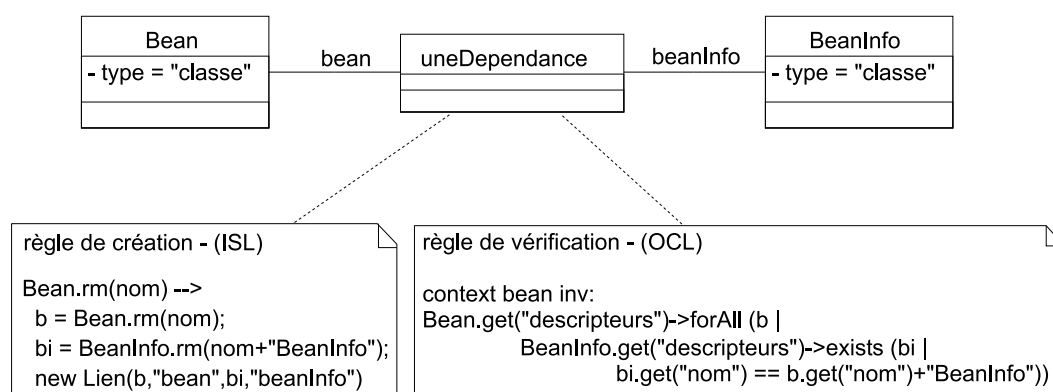 Bean
- type = "classe"
bean
uneDependance
beanInfo
BeanInfo
- type = "classe"
règle de création - (ISL)
Bean.rm(nom) -->
b = Bean.rm(nom);
bi = BeanInfo.rm(nom+"BeanInfo");
new Lien(b,"bean",bi,"beanInfo")
règle de vérification - (OCL)
context bean inv:
Bean.get("descripteurs")->forAll (b |
BeanInfo.get("descripteurs")->exists (bi |
bi.get("nom") == b.get("nom")+"BeanInfo"))